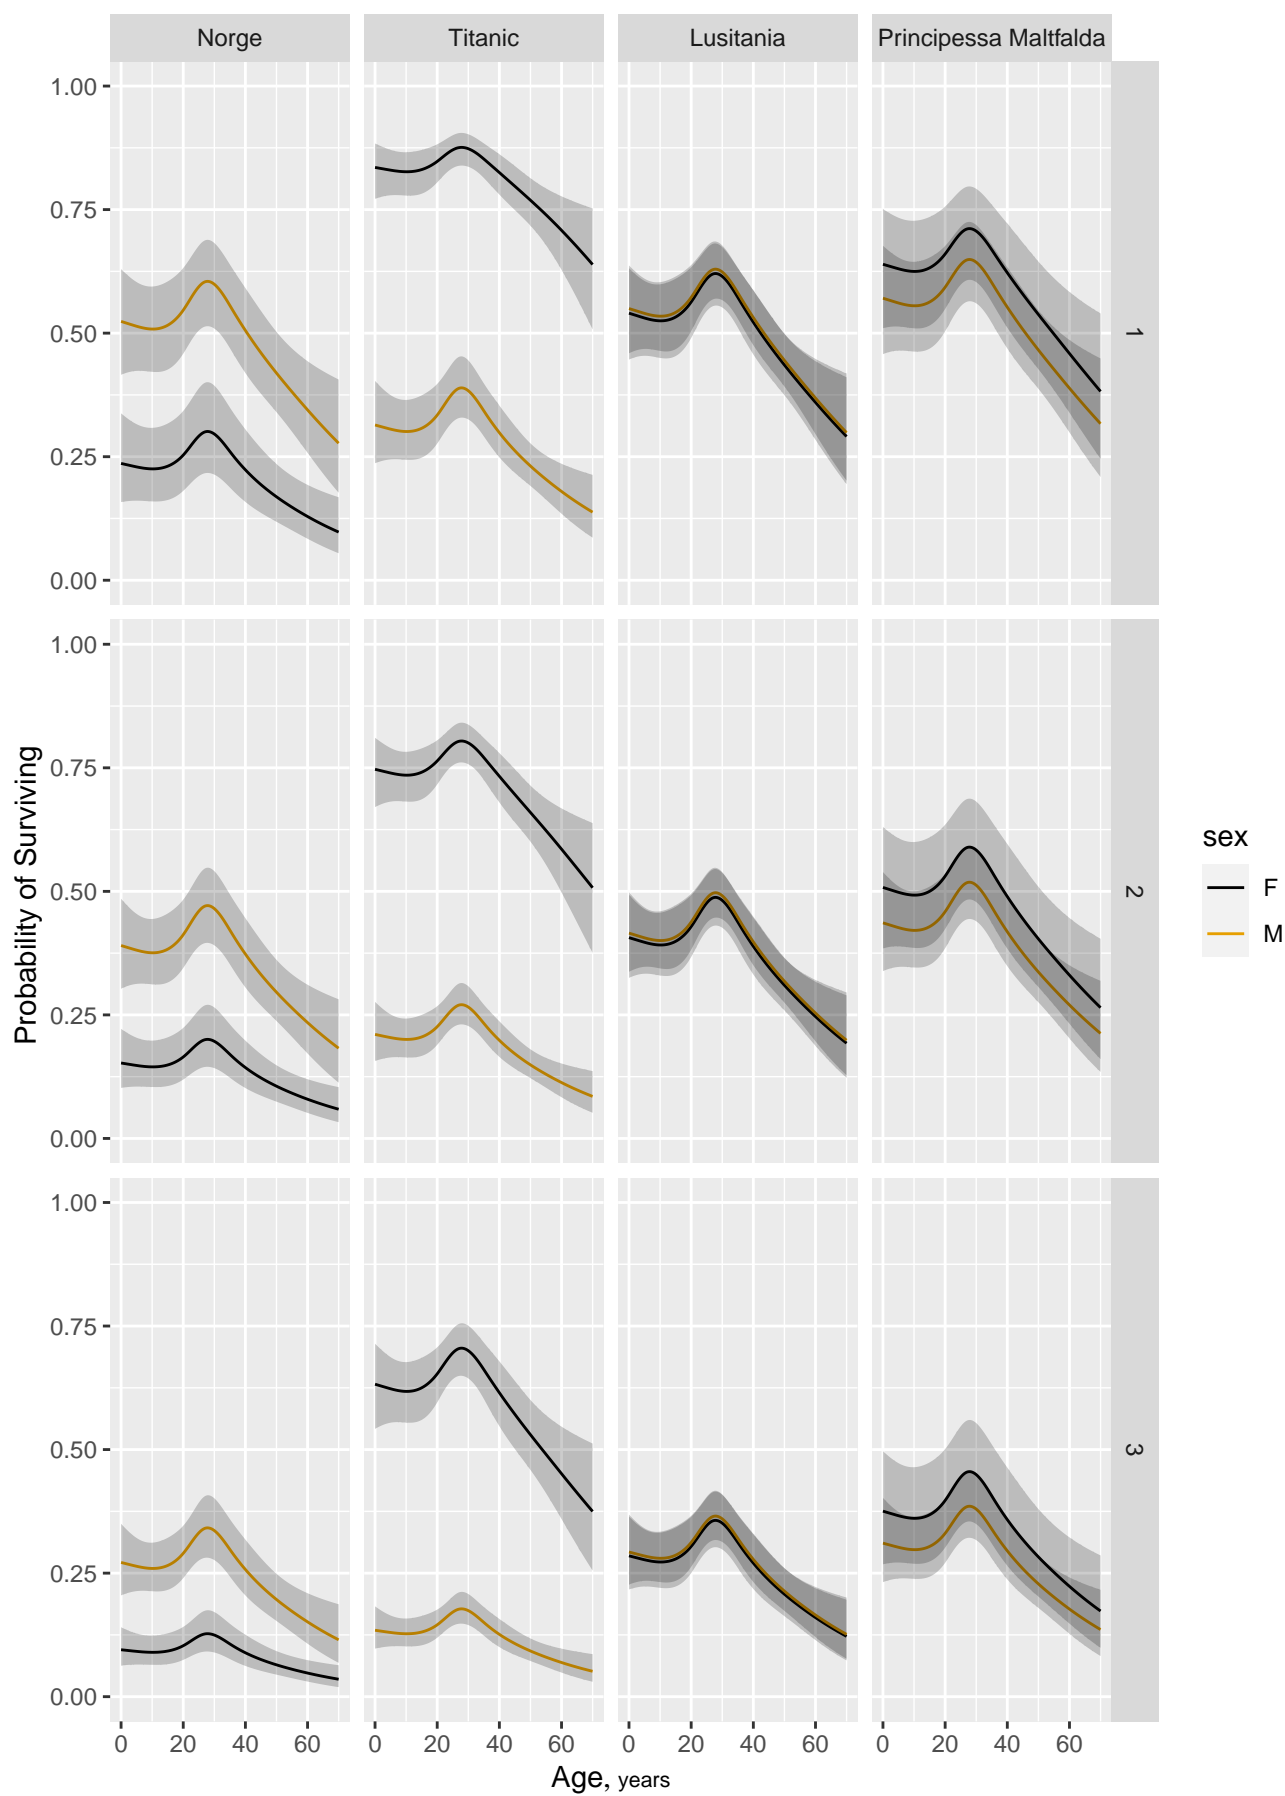 Norge Titanic Lusitania Principessa Maltfalda
1.00
0.75
0.50
0.25
0.00
1
1.00
0.75
0.50
0.25
0.00
2
1.00
0.75
0.50
0.25
0.00
3
Probability of Surviving
0 20 40 60 0 20 40 60 0 20 40 60 0 20 40 60
Age, years
sex
F
M